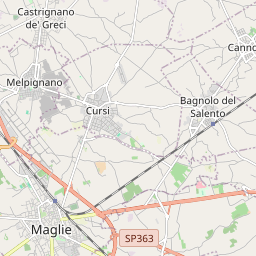 Castrignano
de' Greci
Canno
Melpignano
Cursi
Bagnolo del
Salento
Maglie
SP363